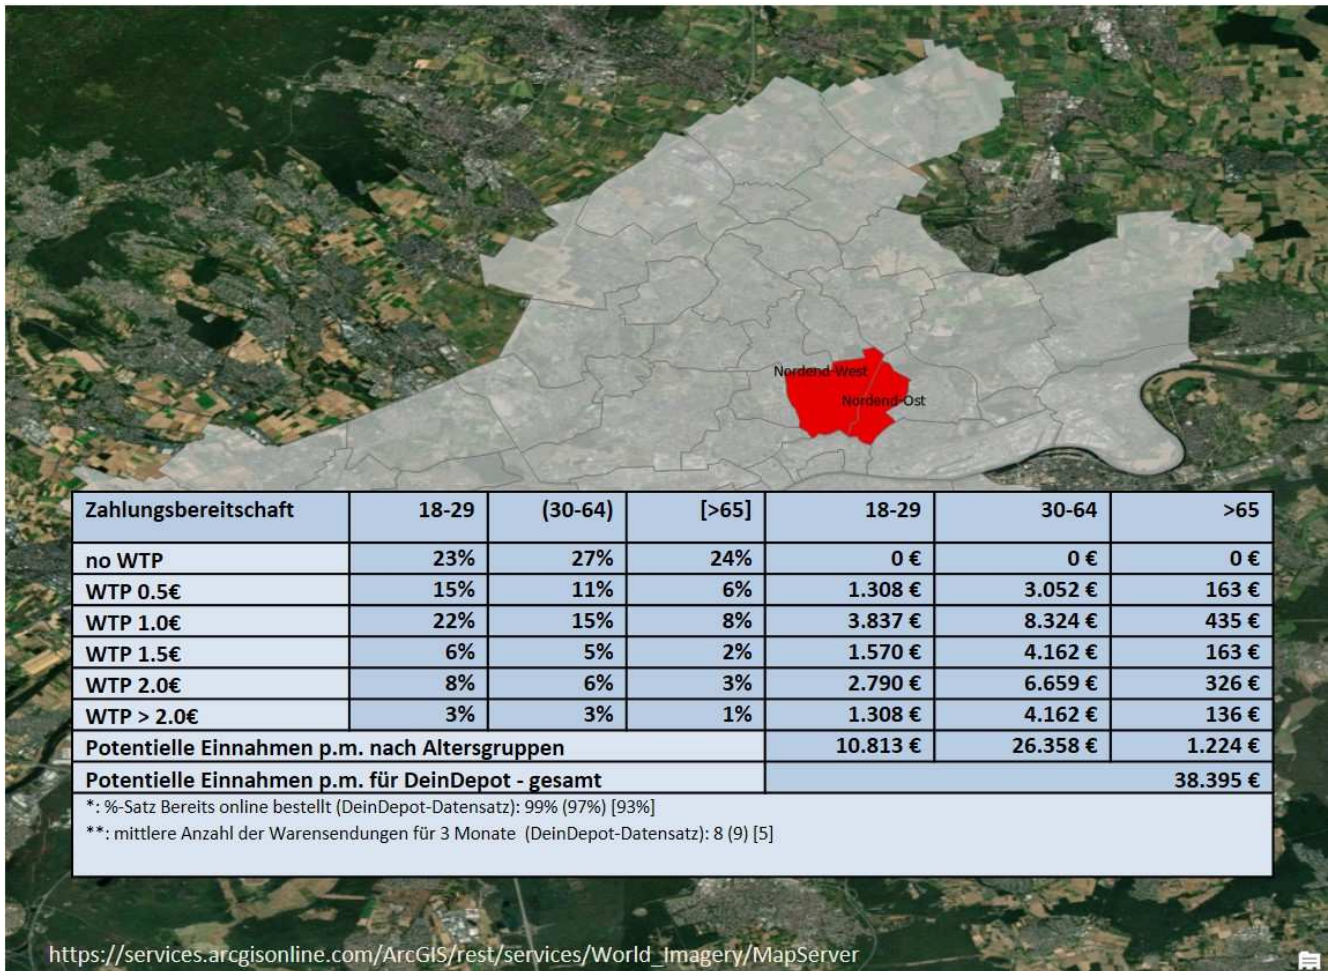 Nordend-West
Nordend-Ost
Zahlungsbereitschaft 18-29 (30-64) [>65] 18-29 30-64 >65
no WTP 23% 27% 24% 0 € 0 € 0 €
WTP 0.5€ 15% 11% 6% 1.308 € 3.052 € 163 €
WTP 1.0€ 22% 15% 8% 3.837 € 8.324 € 435 €
WTP 1.5€ 6% 5% 2% 1.570 € 4.162 € 163 €
WTP 2.0€ 8% 6% 3% 2.790 € 6.659 € 326 €
WTP > 2.0€ 3% 3% 1% 1.308 € 4.162 € 136 €
Potentielle Einnahmen p.m. nach Altersgruppen 10.813 € 26.358 € 1.224 €
Potentielle Einnahmen p.m. für DeinDepot - gesamt 38.395 €
*: %-Satz Bereits online bestellt (DeinDepot-Datensatz): 99% (97%) [93%]
**: mittlere Anzahl der Warensendungen für 3 Monate (DeinDepot-Datensatz): 8 (9) [5]
https://services.arcgisonline.com/ArcGIS/rest/services/World_Imagery/MapServer